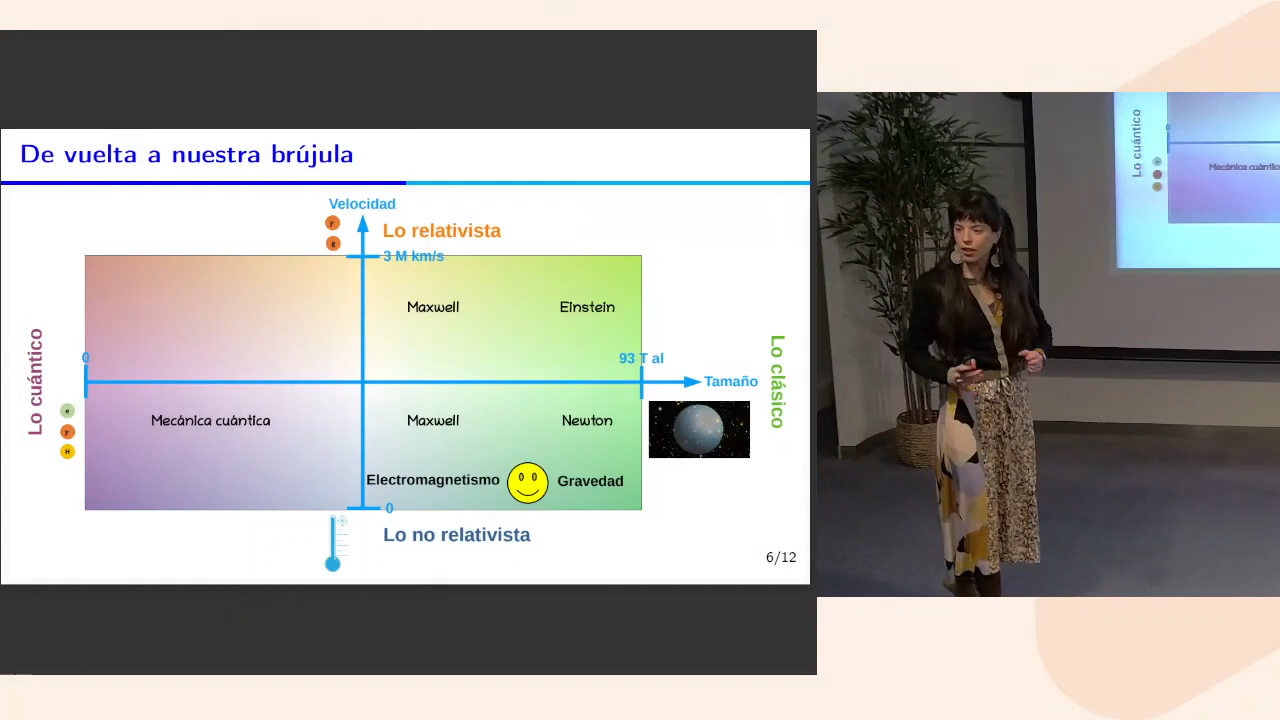 De vuelta a nuestra brújula
Velocidad
Lo relativista
3 M km/s
Maxwell
Einstein
Lo cuántico
0
93 T al
Tamaño
Lo clásico
e
γ
H
γ
g
Mecánica cuántica
Maxwell
Newton
Electromagnetismo
Gravedad
0
Lo no relativista
6/12
Lo cuántico
Mecánica cuántica